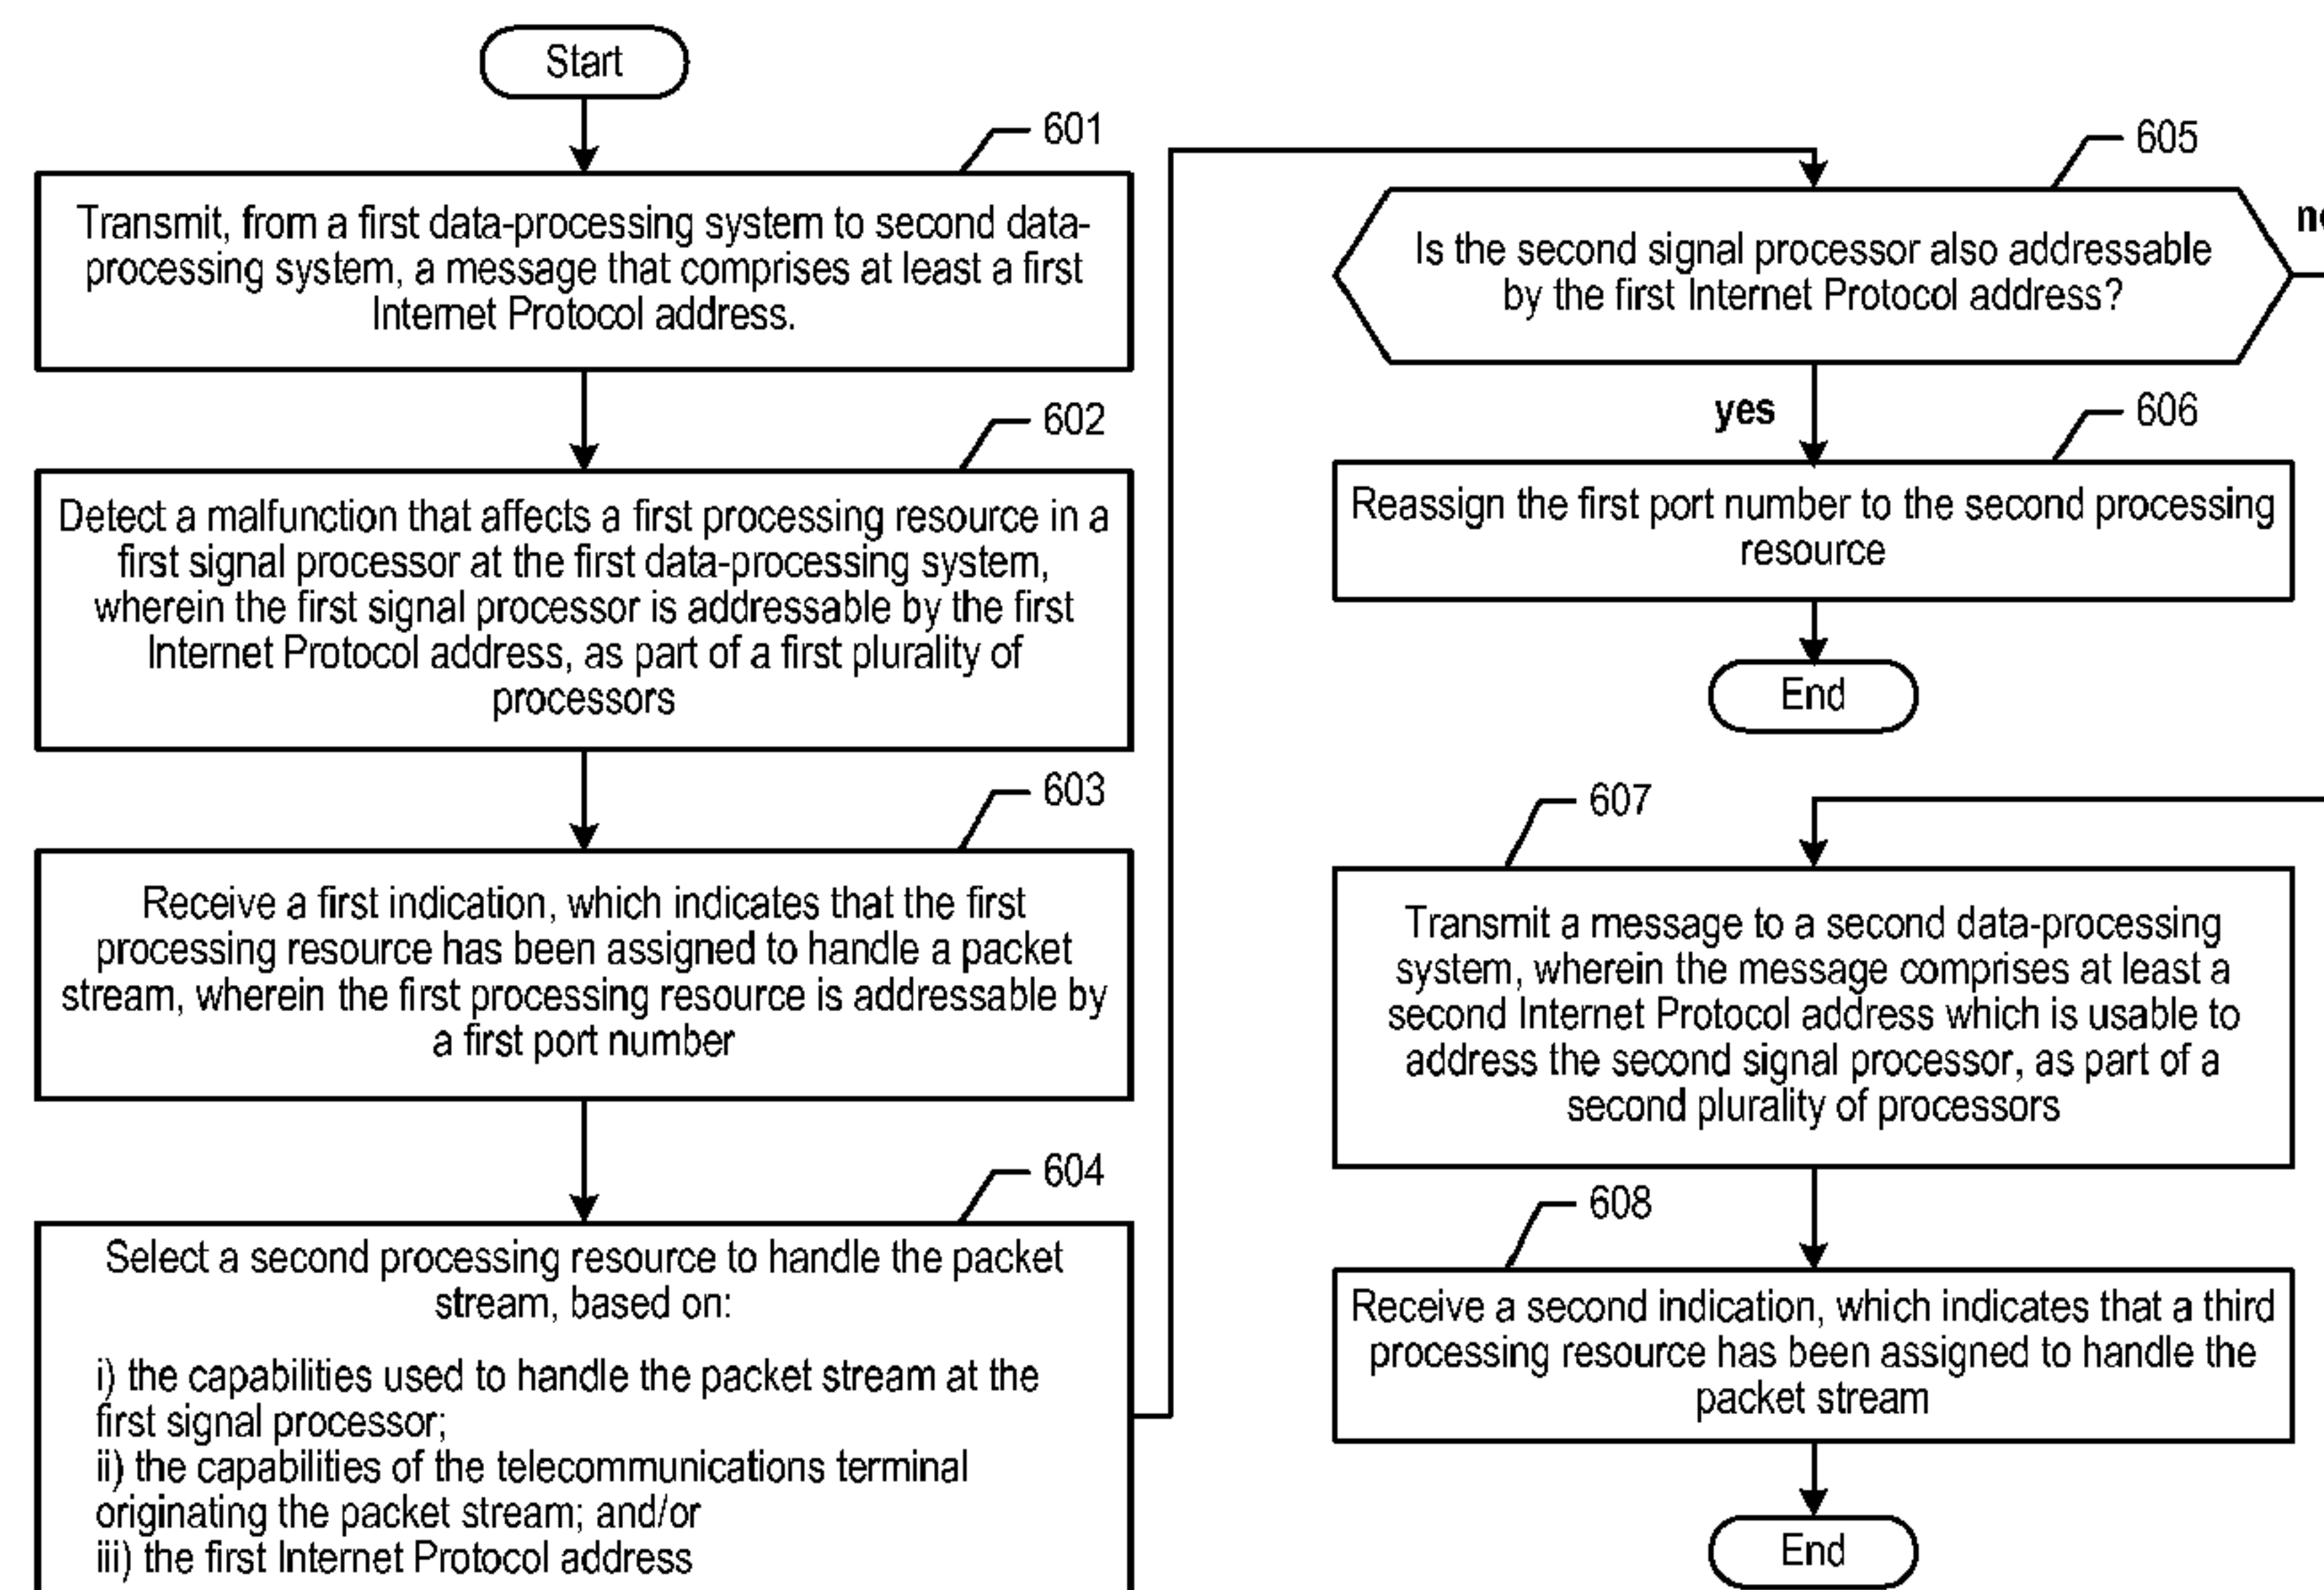 Start
601
Transmit, from a first data-processing system to second data-
processing system, a message that comprises at least a first
Internet Protocol address.
602
Detect a malfunction that affects a first processing resource in a
first signal processor at the first data-processing system,
wherein the first signal processor is addressable by the first
Internet Protocol address, as part of a first plurality of
processors
603
Receive a first indication, which indicates that the first
processing resource has been assigned to handle a packet
stream, wherein the first processing resource is addressable by
a first port number
604
Select a second processing resource to handle the packet
stream, based on:
i) the capabilities used to handle the packet stream at the
first signal processor;
ii) the capabilities of the telecommunications terminal
originating the packet stream; and/or
iii) the first Internet Protocol address
605
Is the second signal processor also addressable
by the first Internet Protocol address?
yes
606
Reassign the first port number to the second processing
resource
End
607
Transmit a message to a second data-processing
system, wherein the message comprises at least a
second Internet Protocol address which is usable to
address the second signal processor, as part of a
second plurality of processors
608
Receive a second indication, which indicates that a third
processing resource has been assigned to handle the
packet stream
End